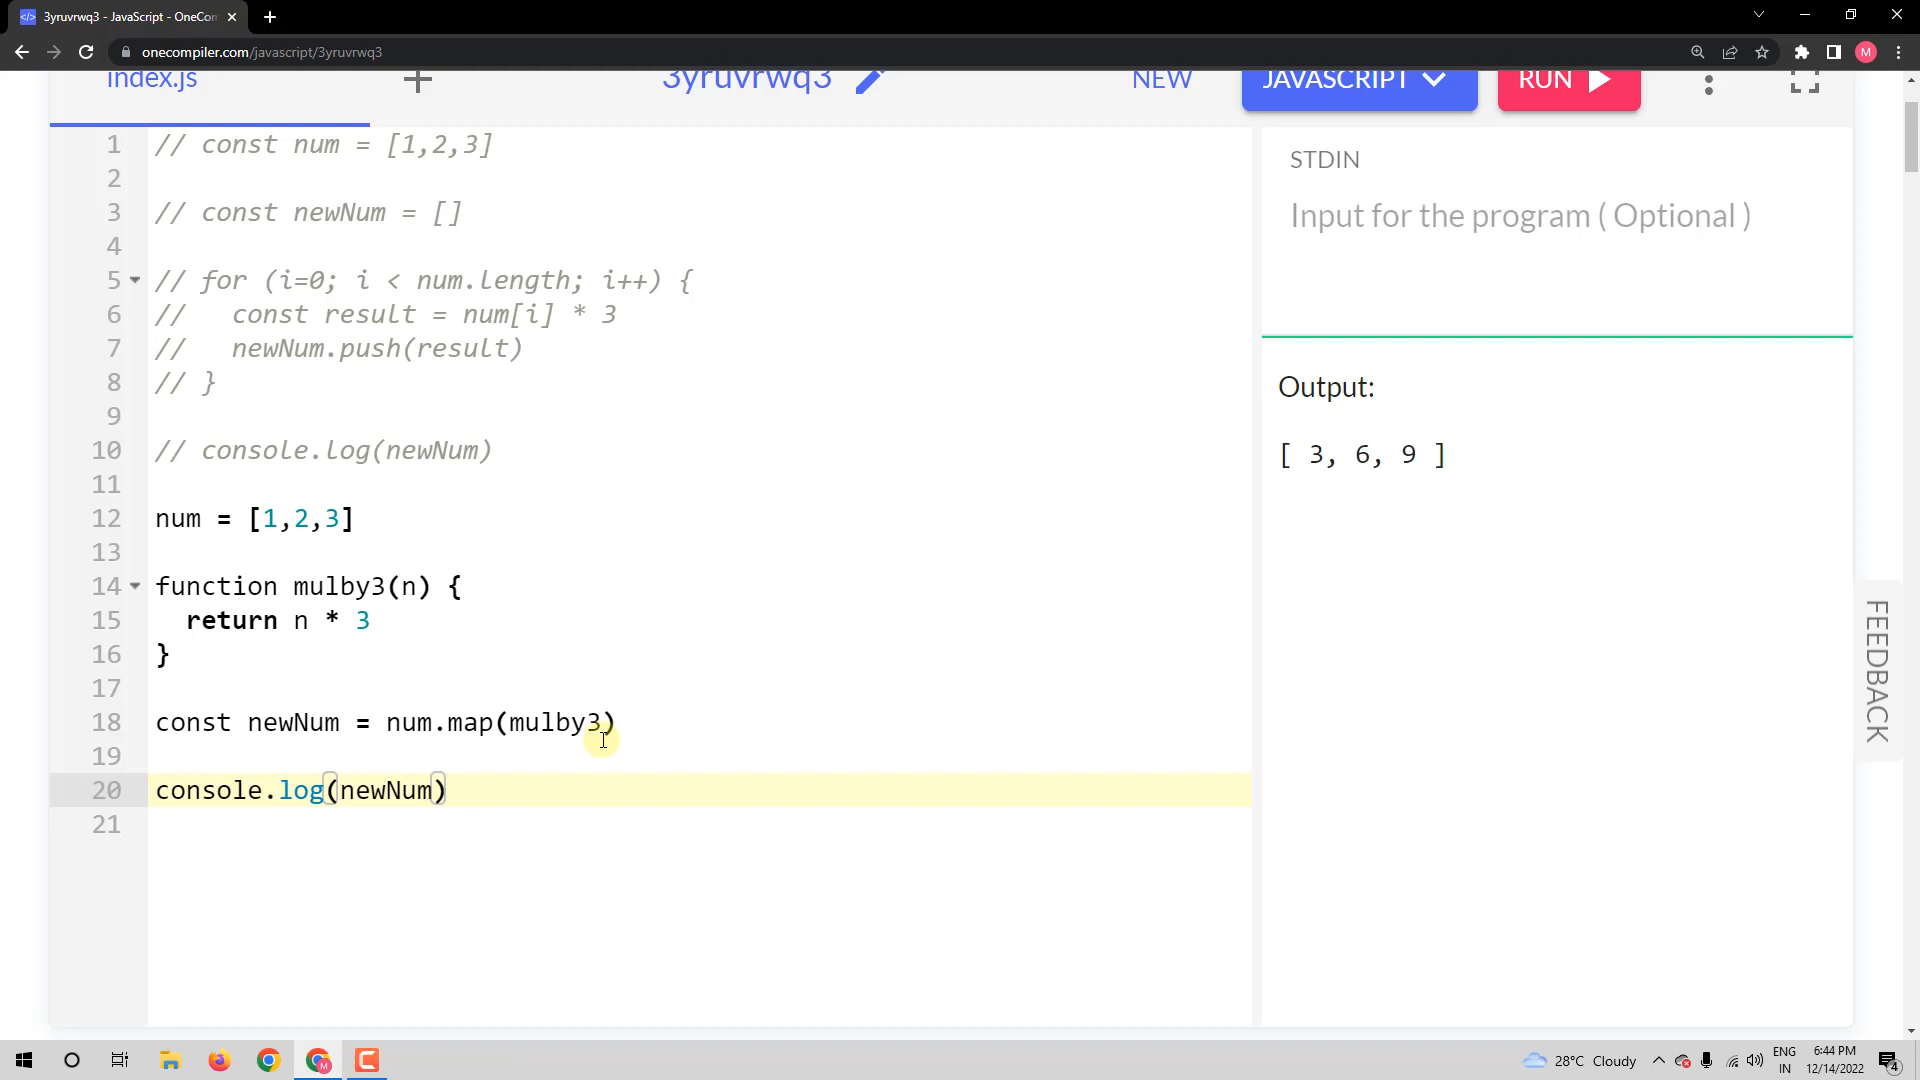 3yruvrwq3 - JavaScript - OneCom
onecompiler.com/javascript/3yruvrwq3
M
index.js
3yruvrwq3
NEW
JAVASCRIPT
RUN
1 // const num = [1,2,3]
2
3 // const newNum = []
4
5 // for (i=0; i < num.length; i++) {
6 //   const result = num[i] * 3
7 //   newNum.push(result)
8 // }
9
10 // console.log(newNum)
11
12 num = [1,2,3]
13
14 function mulby3(n) {
15   return n * 3
16 }
17
18 const newNum = num.map(mulby3)
19
20 console.log(newNum)
21
STDIN
Input for the program ( Optional )
Output:
[ 3, 6, 9 ]
FEEDBACK
28°C Cloudy
ENG
IN
6:44 PM
12/14/2022
4